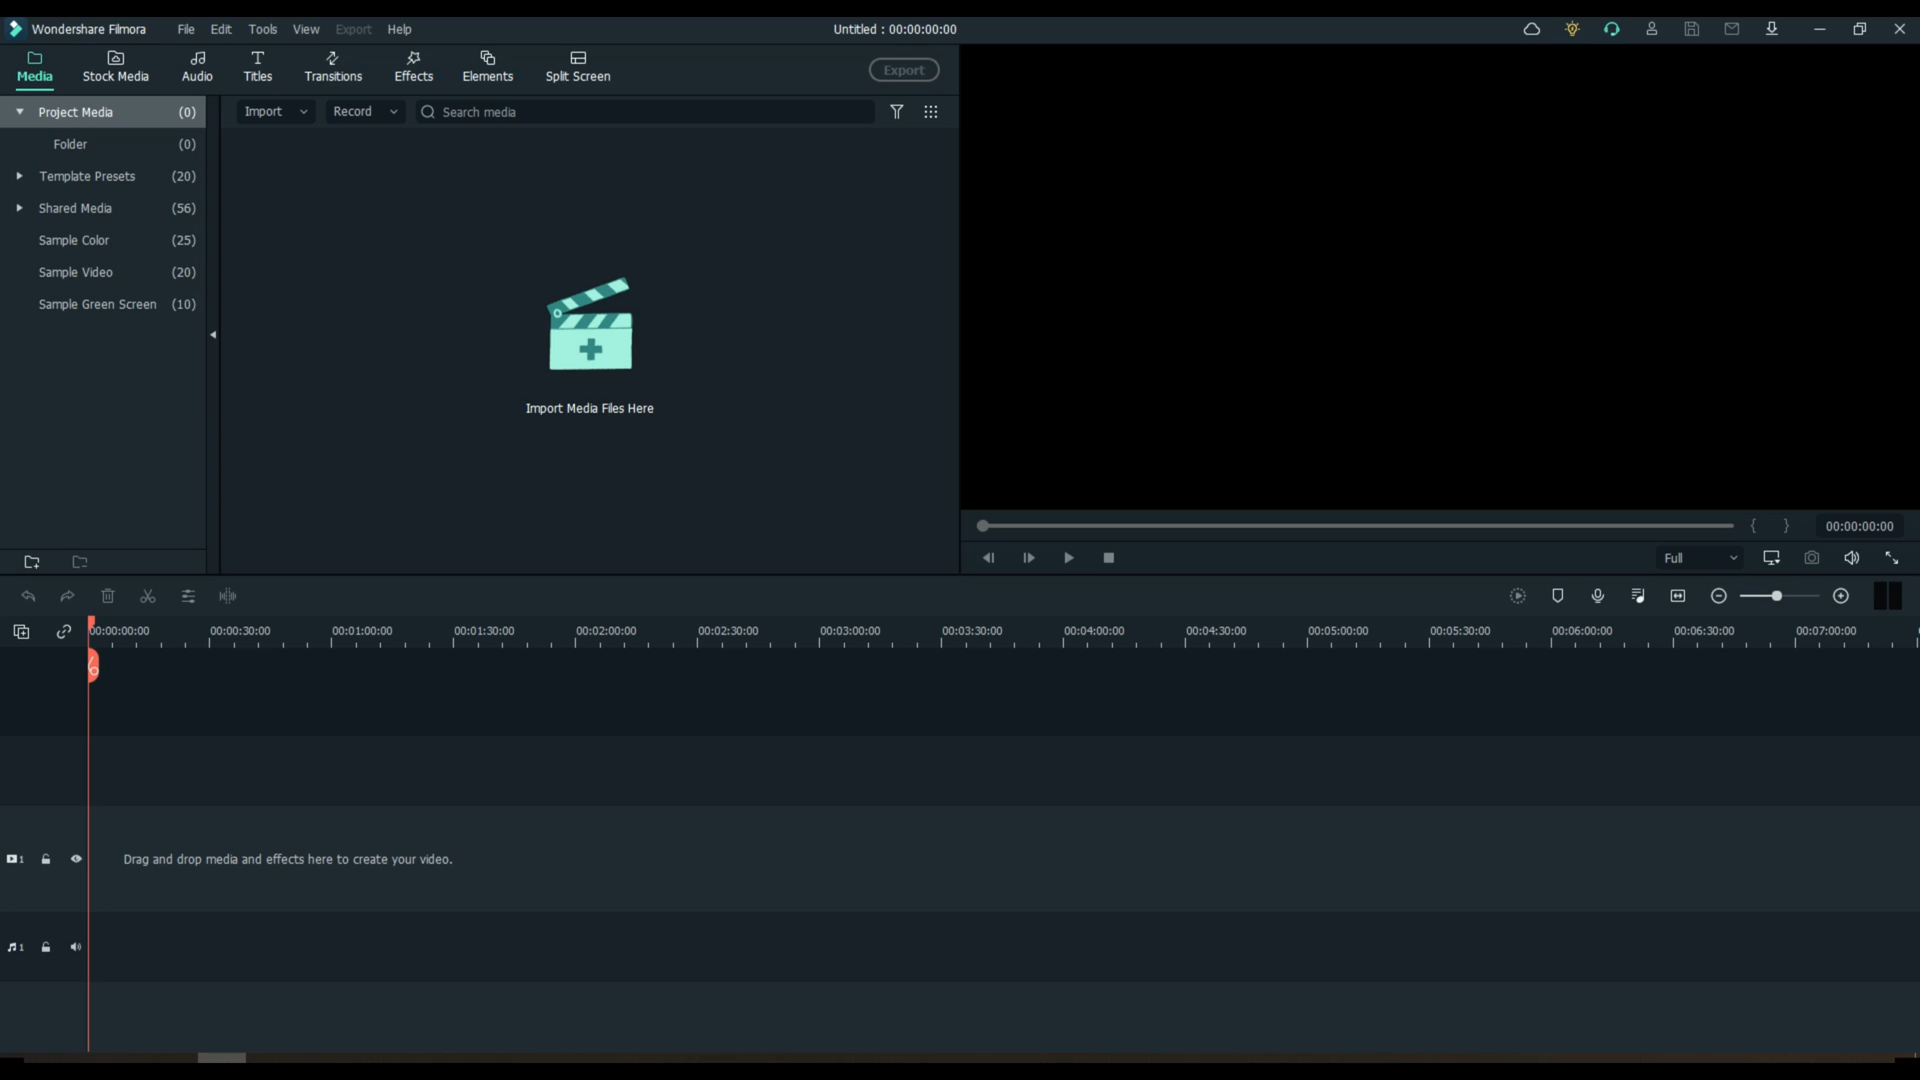 Wondershare Filmora File Edit Tools View Export Help Untitled : 00:00:00:00
Media Stock Media Audio Titles Transitions Effects Elements Split Screen Export
Project Media (0) Import Record Search media
Folder (0)
Template Presets (20)
Shared Media (56)
Sample Color (25)
Sample Video (20)
Sample Green Screen (10)
Import Media Files Here
{ } 00:00:00:00
Full
00:00:00:00 00:00:30:00 00:01:00:00 00:01:30:00 00:02:00:00 00:02:30:00 00:03:00:00 00:03:30:00 00:04:00:00 00:04:30:00 00:05:00:00 00:05:30:00 00:06:00:00 00:06:30:00 00:07:00:00
1 Drag and drop media and effects here to create your video.
1